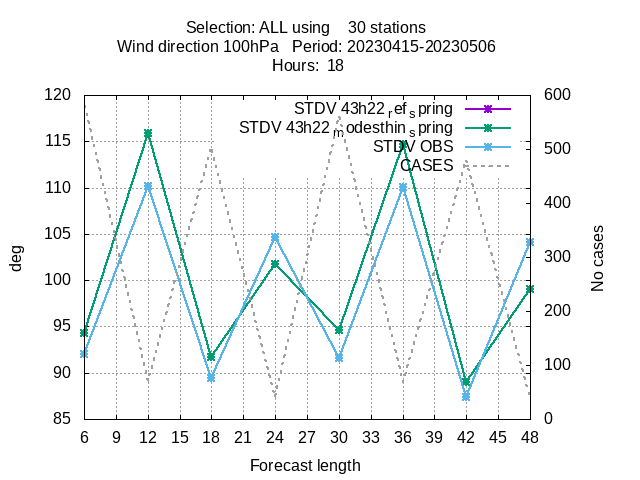 Selection: ALL using 30 stations
Wind direction 100hPa Period: 20230415-20230506
Hours: 18
120 600
STDV 43h22 ref spring
STDV 43h22 modesthin spring
STDV OBS
CASES
115 500
110 400
105
deg
No cases
300
100
200
95
90 100
85 0
6 9 12 15 18 21 24 27 30 33 36 39 42 45 48
Forecast length